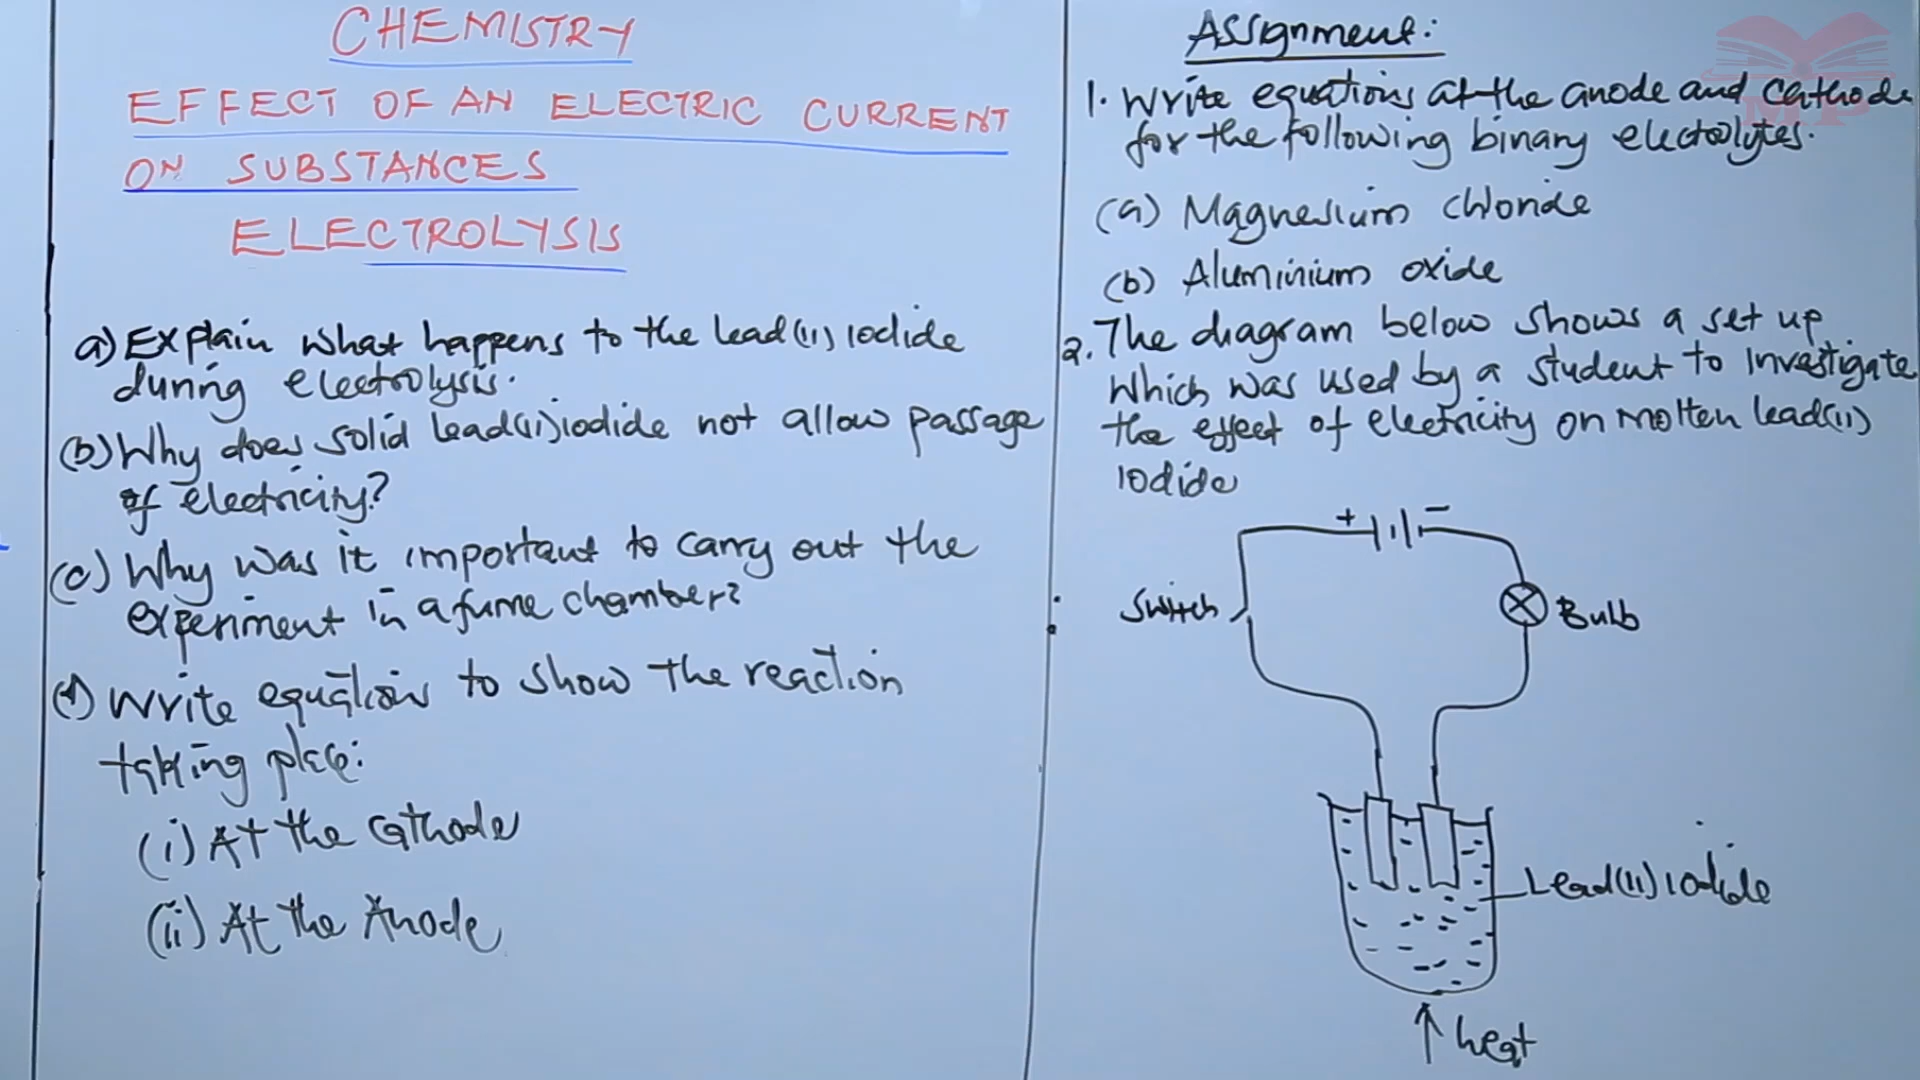 CHEMISTRY
EFFECT OF AN ELECTRIC CURRENT
ON SUBSTANCES
ELECTROLYSIS
a) Explain what happens to the lead(II) Iodide
during electrolysis.
(b) Why does solid lead(II) iodide not allow passage
of electricity?
(c) Why was it important to carry out the
experiment in a fume chamber?
(d) Write equations to show the reaction
taking place:
(i) At the cathode
(ii) At the Anode
Assignment:
1. Write equations at the anode and cathode
for the following binary electrolytes.
(a) Magnesium chloride
(b) Aluminium oxide
2. The diagram below shows a set up
which was used by a student to Investigate
the effect of electricity on molten lead(II)
Iodide
+ -
Switch
Bulb
Lead(II) iodide
heat
MP